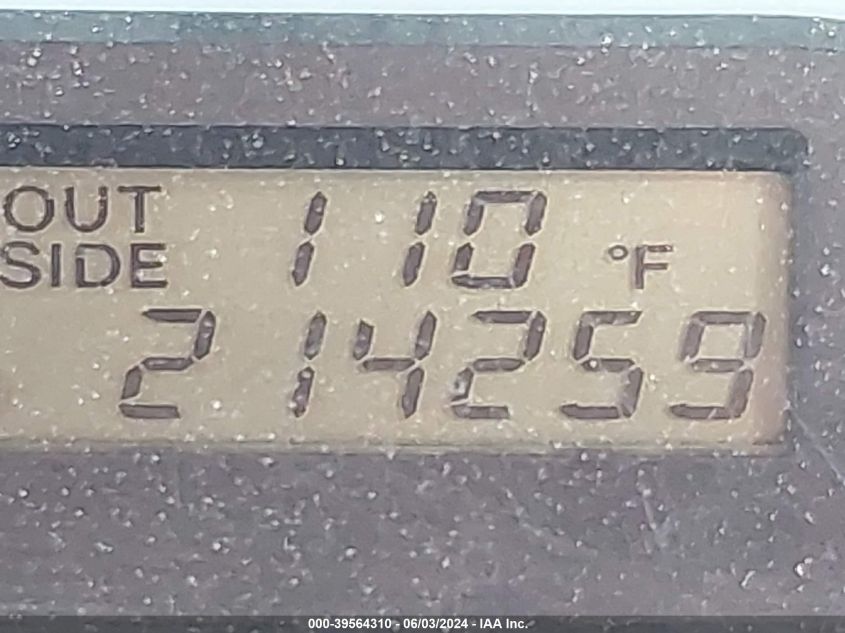 OUT
SIDE
110 °F
214259
000-39564310 - 06/03/2024 - IAA Inc.